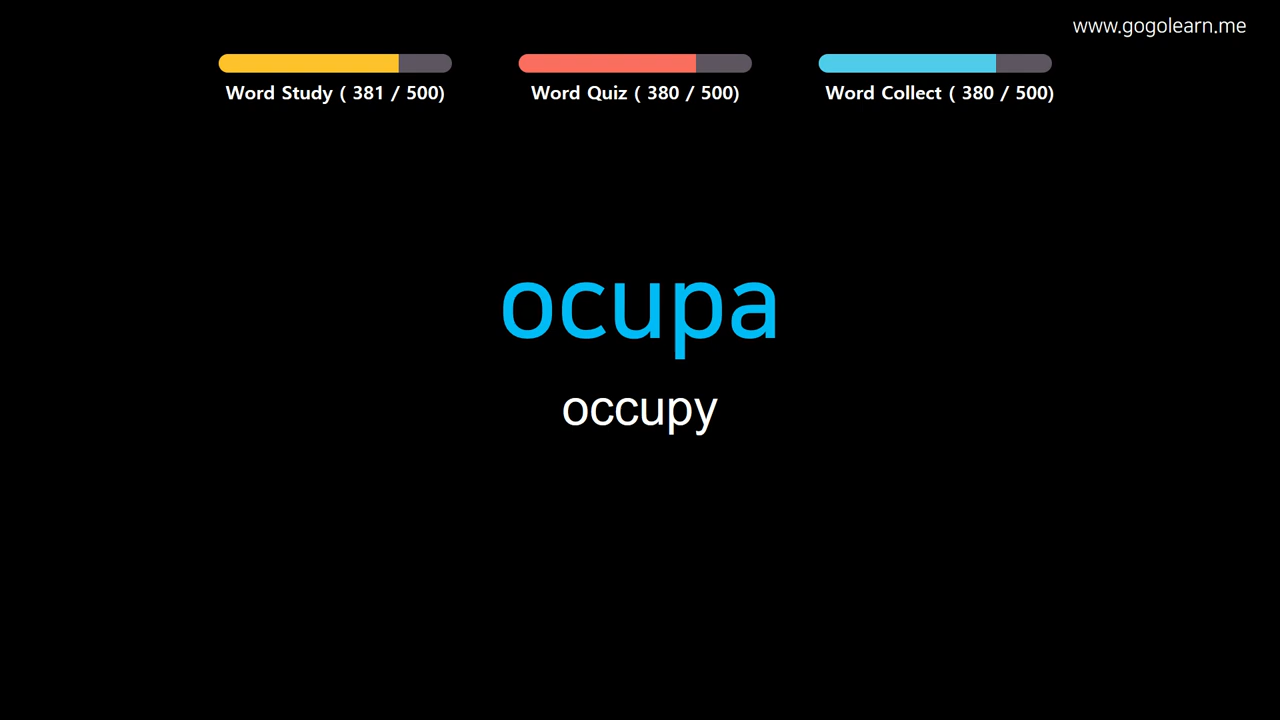 www.gogolearn.me
Word Study ( 381 / 500)
Word Quiz ( 380 / 500)
Word Collect ( 380 / 500)
ocupa
occupy